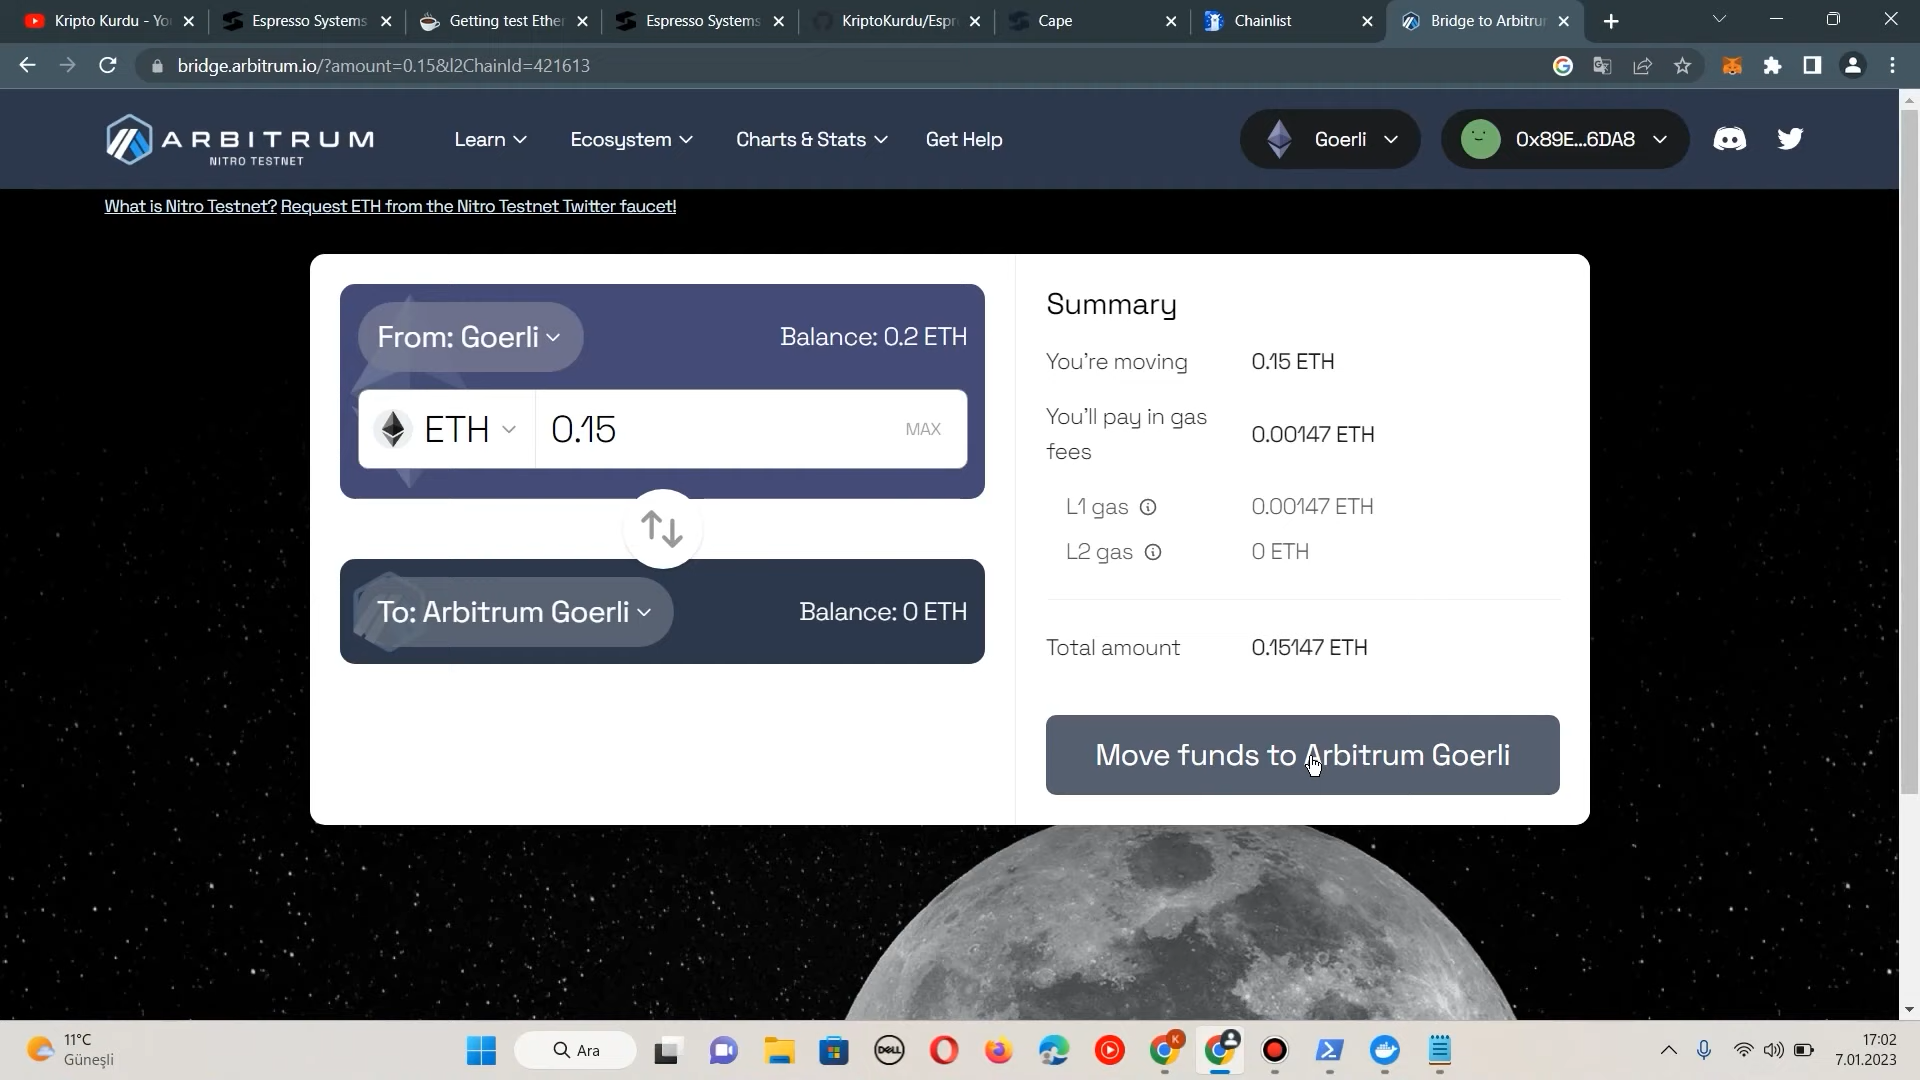 Kripto Kurdu - Yo
Espresso Systems
Getting test Ether
Espresso Systems
KriptoKurdu/Espr
Cape
Chainlist
Bridge to Arbitru
bridge.arbitrum.io/?amount=0.15&l2ChainId=421613
ARBITRUM
NITRO TESTNET
Learn
Ecosystem
Charts & Stats
Get Help
Goerli
0x89E...6DA8
What is Nitro Testnet? Request ETH from the Nitro Testnet Twitter faucet!
From: Goerli
Balance: 0.2 ETH
ETH
0.15
MAX
To: Arbitrum Goerli
Balance: 0 ETH
Summary
You're moving
0.15 ETH
You'll pay in gas
fees
0.00147 ETH
L1 gas
0.00147 ETH
L2 gas
0 ETH
Total amount
0.15147 ETH
Move funds to Arbitrum Goerli
11°C
Güneşli
Ara
DELL
K
17:02
7.01.2023